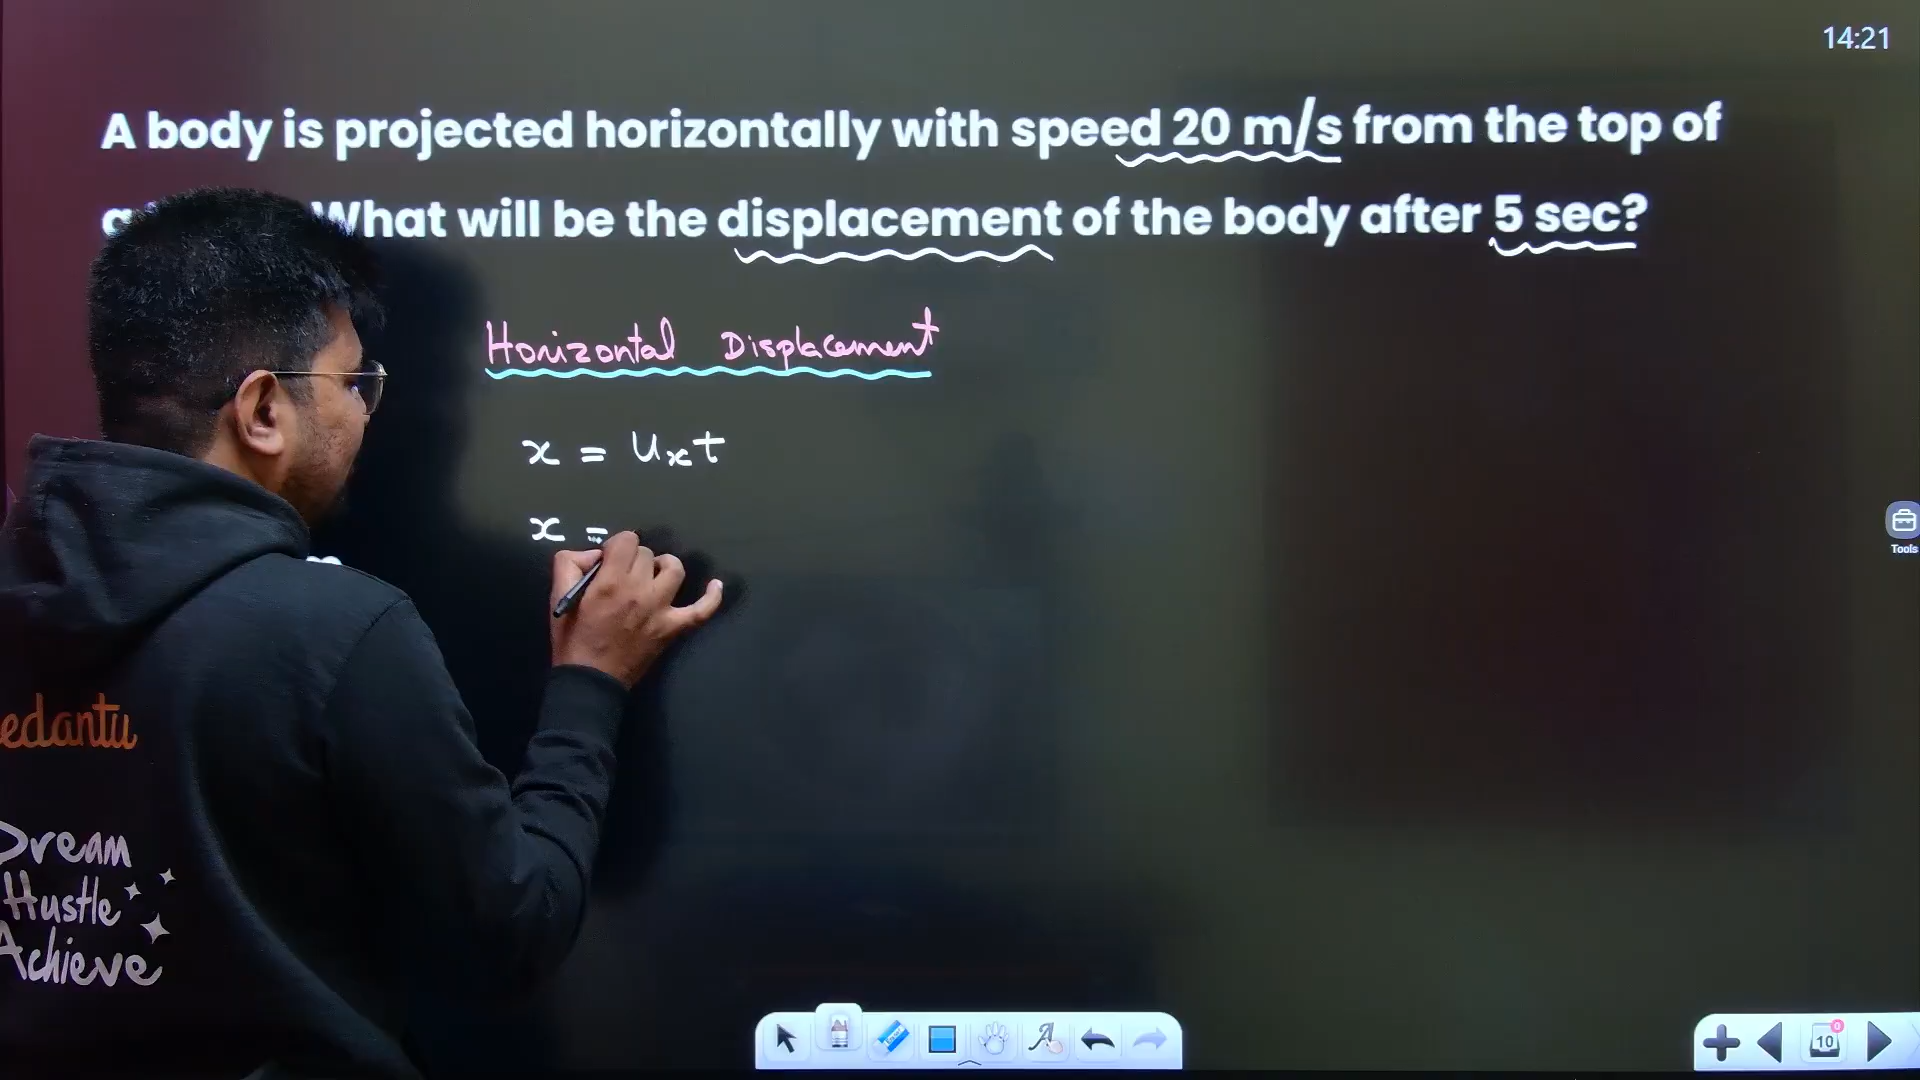 14:21
A body is projected horizontally with speed 20 m/s from the top of
What will be the displacement of the body after 5 sec?
Horizontal Displacement
x = uₓt
x =
edantu
Dream
Hustle
Achieve
Tools
10
0